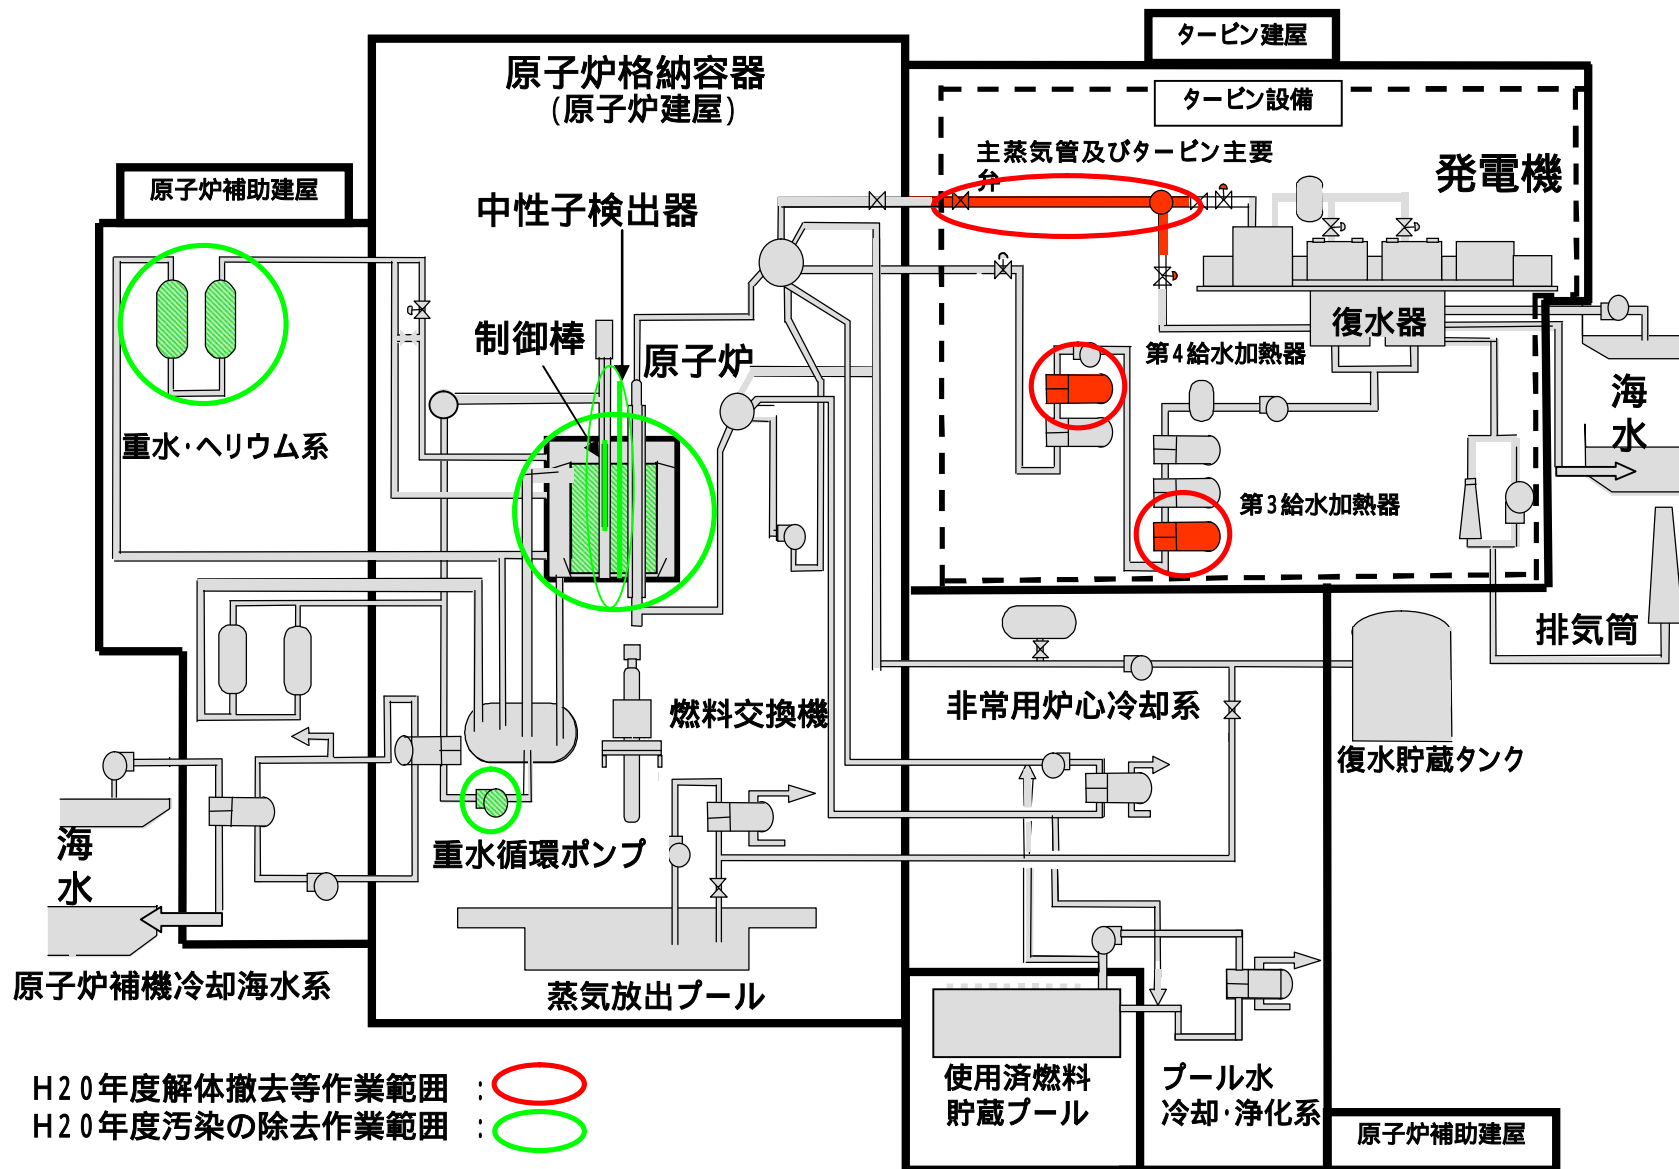 タービン建屋
原子炉格納容器
(原子炉建屋)
タービン設備
主蒸気管及びタービン主要
弁
発電機
原子炉補助建屋
中性子検出器
制御棒
原子炉
復水器
第4給水加熱器
海
水
重水・ヘリウム系
第3給水加熱器
排気筒
燃料交換機
非常用炉心冷却系
復水貯蔵タンク
海
水
重水循環ポンプ
原子炉補機冷却海水系
蒸気放出プール
使用済燃料
貯蔵プール
プール水
冷却・浄化系
原子炉補助建屋
H20年度解体撤去等作業範囲 :
H20年度汚染の除去作業範囲 :